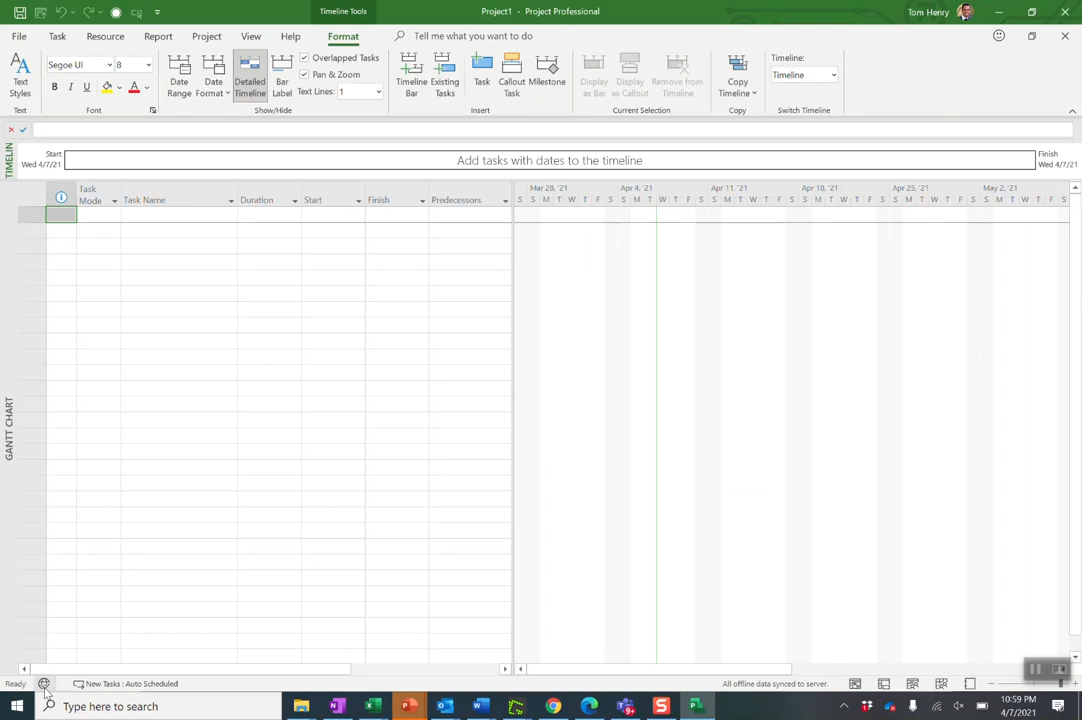 Timeline Tools
Project1 - Project Professional
Tom Henry
File Task Resource Report Project View Help Format Tell me what you want to do
Segoe UI 8
Text Styles
Date Range
Date Format
Detailed Timeline
Bar Label
Overlapped Tasks
Pan & Zoom
Text Lines: 1
Timeline Bar
Existing Tasks
Task
Callout Task
Milestone
Display as Bar
Display as Callout
Remove from Timeline
Copy Timeline
Timeline:
Timeline
Text Font Show/Hide Insert Current Selection Copy Switch Timeline
TIMELIN
Start
Wed 4/7/21
Add tasks with dates to the timeline
Finish
Wed 4/7/21
Task Mode
Task Name
Duration
Start
Finish
Predecessors
Mar 28, '21 Apr 4, '21 Apr 11, '21 Apr 18, '21 Apr 25, '21 May 2, '21
S S M T W T F S S M T W T F S S M T W T F S S M T W T F S S M T W T F S S M T W T F S
GANTT CHART
Ready
New Tasks : Auto Scheduled
All offline data synced to server.
Type here to search
10:59 PM
4/7/2021